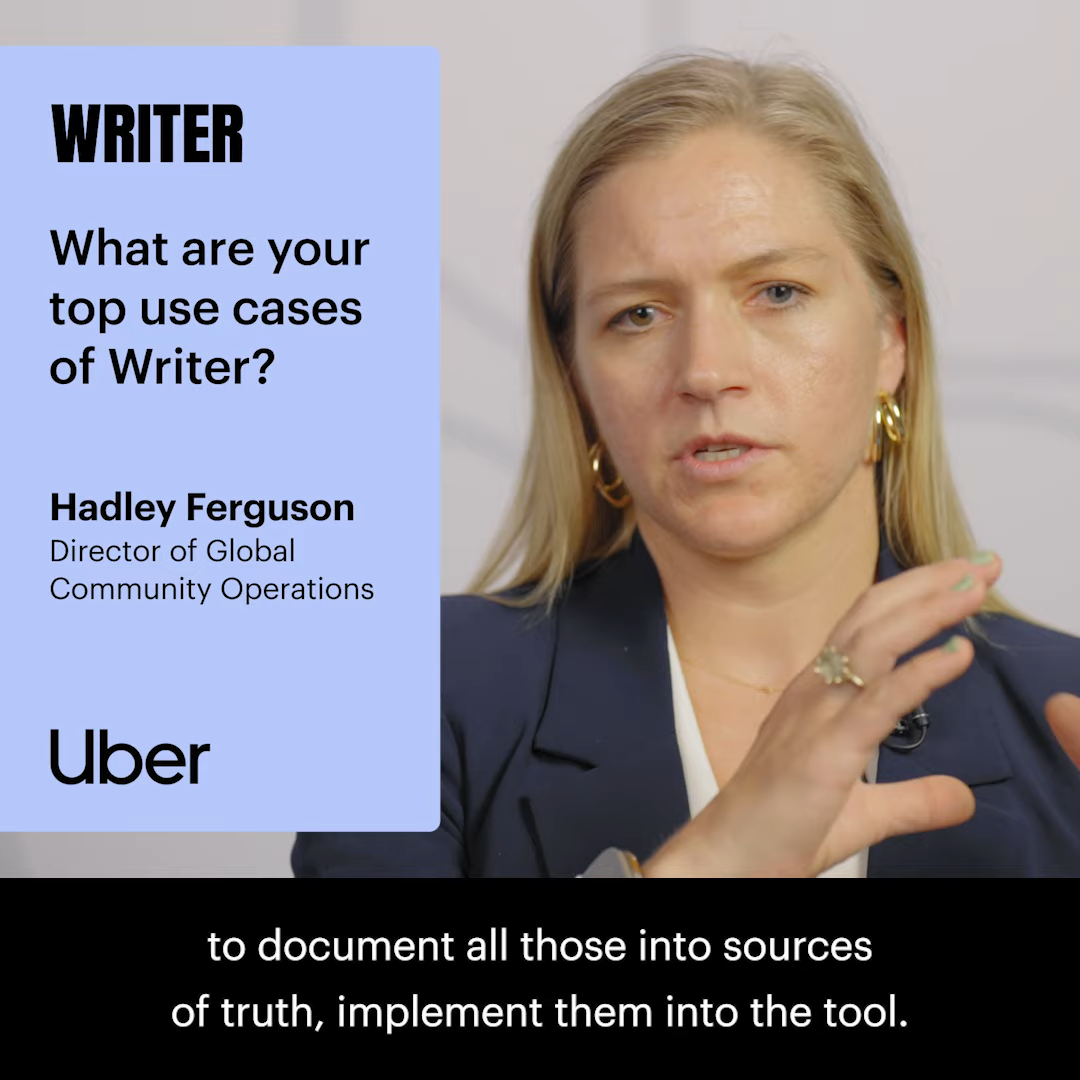 WRITER
What are your
top use cases
of Writer?
Hadley Ferguson
Director of Global
Community Operations
Uber
to document all those into sources
of truth, implement them into the tool.